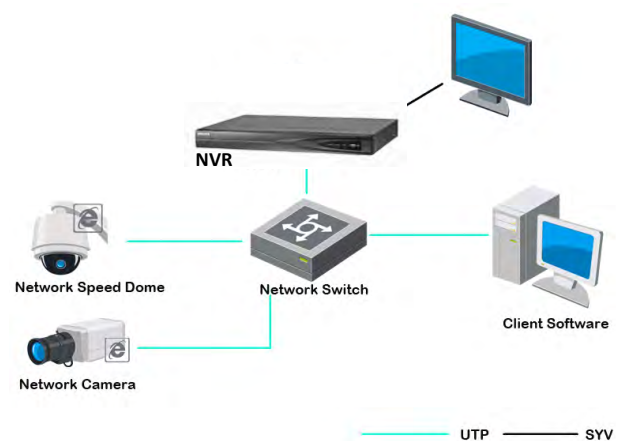 NVR
Network Speed Dome
Network Switch
Client Software
Network Camera
UTP
SYV